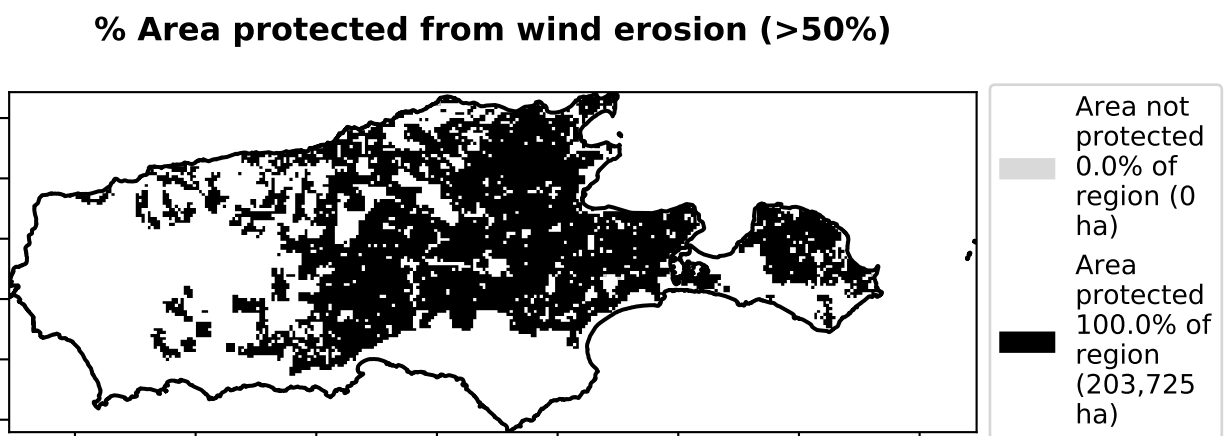 % Area protected from wind erosion (>50%)
Area not
protected
0.0% of
region (0
ha)
Area
protected
100.0% of
region
(203,725
ha)